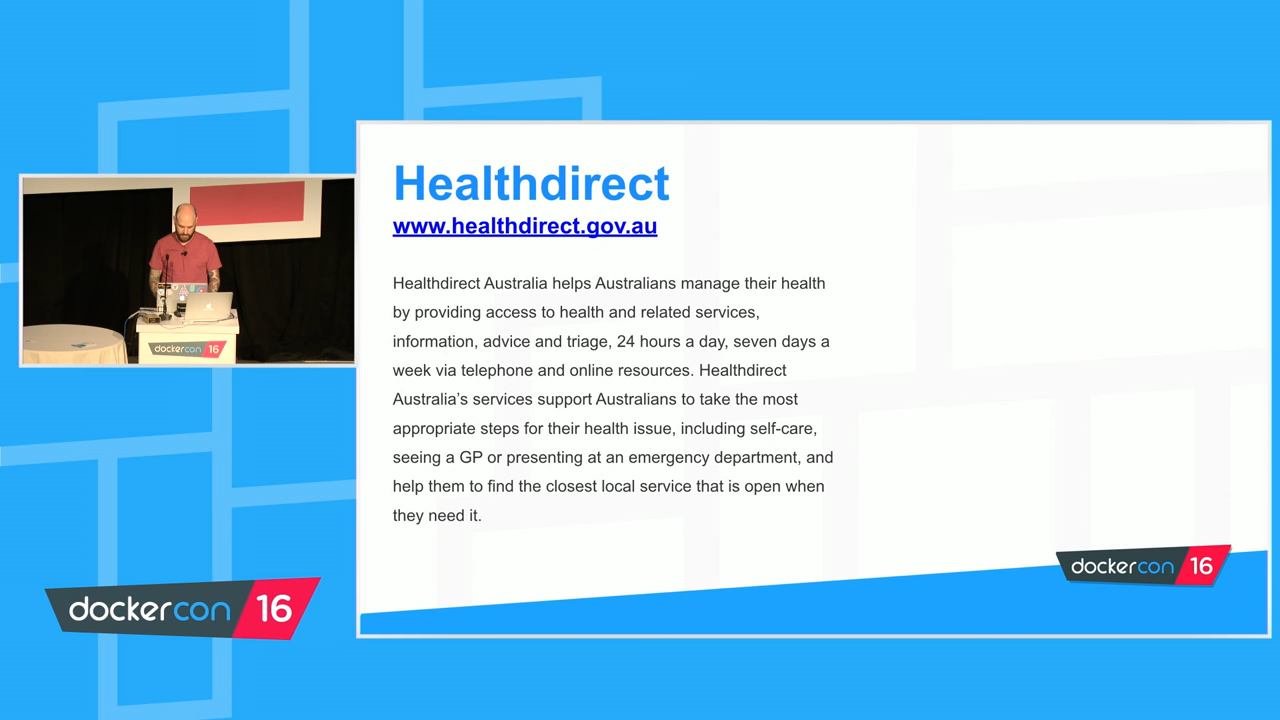 Healthdirect
www.healthdirect.gov.au
Healthdirect Australia helps Australians manage their health
by providing access to health and related services,
information, advice and triage, 24 hours a day, seven days a
week via telephone and online resources. Healthdirect
Australia’s services support Australians to take the most
appropriate steps for their health issue, including self-care,
seeing a GP or presenting at an emergency department, and
help them to find the closest local service that is open when
they need it.
dockercon 16
dockercon 16
dockercon 16